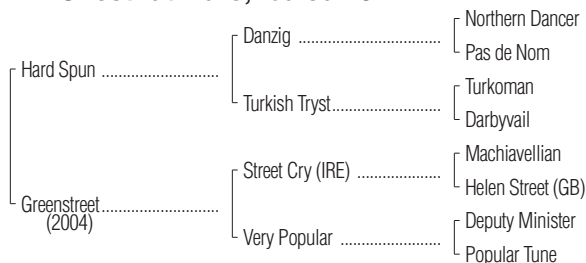 Northern Dancer
Danzig ........................
Pas de Nom
Hard Spun ..........................
Turkoman
Turkish Tryst........................
Darbyvail
Machiavellian
Street Cry (IRE) ...................
Helen Street (GB)
Greenstreet..........................
(2004)
Deputy Minister
Very Popular .......................
Popular Tune